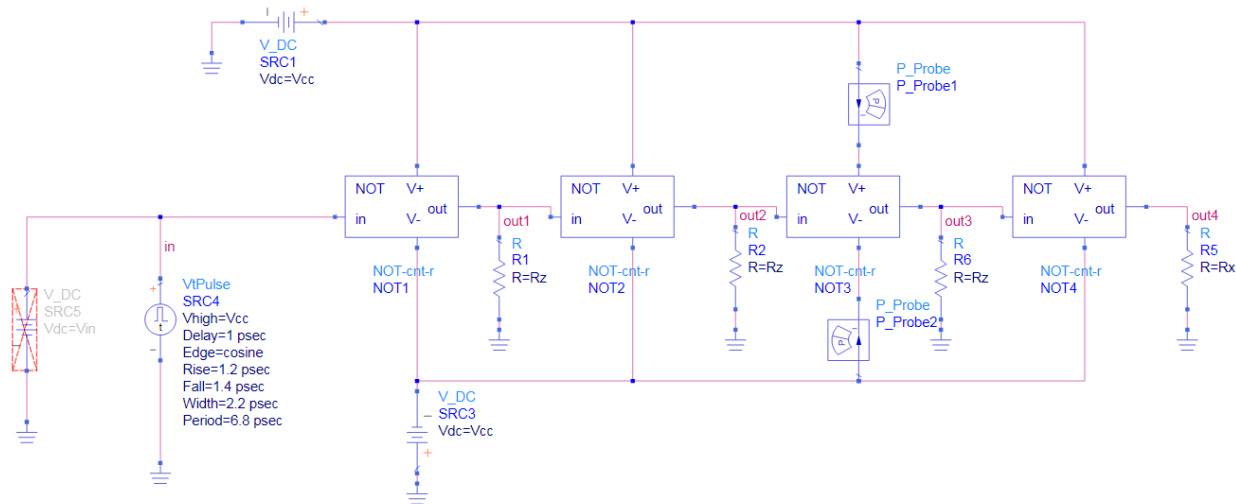 V_DC
SRC1
Vdc=Vcc
P_Probe
P_Probe1
NOT V+
in V- out
NOT V+
in V- out
NOT V+
in V- out
NOT V+
in V- out
out1
out2
out3
out4
in
R
R1
R=Rz
R
R2
R=Rz
R
R6
R=Rz
R
R5
R=Rx
NOT-cnt-r
NOT1
NOT-cnt-r
NOT2
NOT-cnt-r
NOT3
NOT-cnt-r
NOT4
P_Probe
P_Probe2
V_DC
SRC5
Vdc=Vin
VtPulse
SRC4
Vhigh=Vcc
Delay=1 psec
Edge=cosine
Rise=1.2 psec
Fall=1.4 psec
Width=2.2 psec
Period=6.8 psec
t
V_DC
SRC3
Vdc=Vcc
P
P